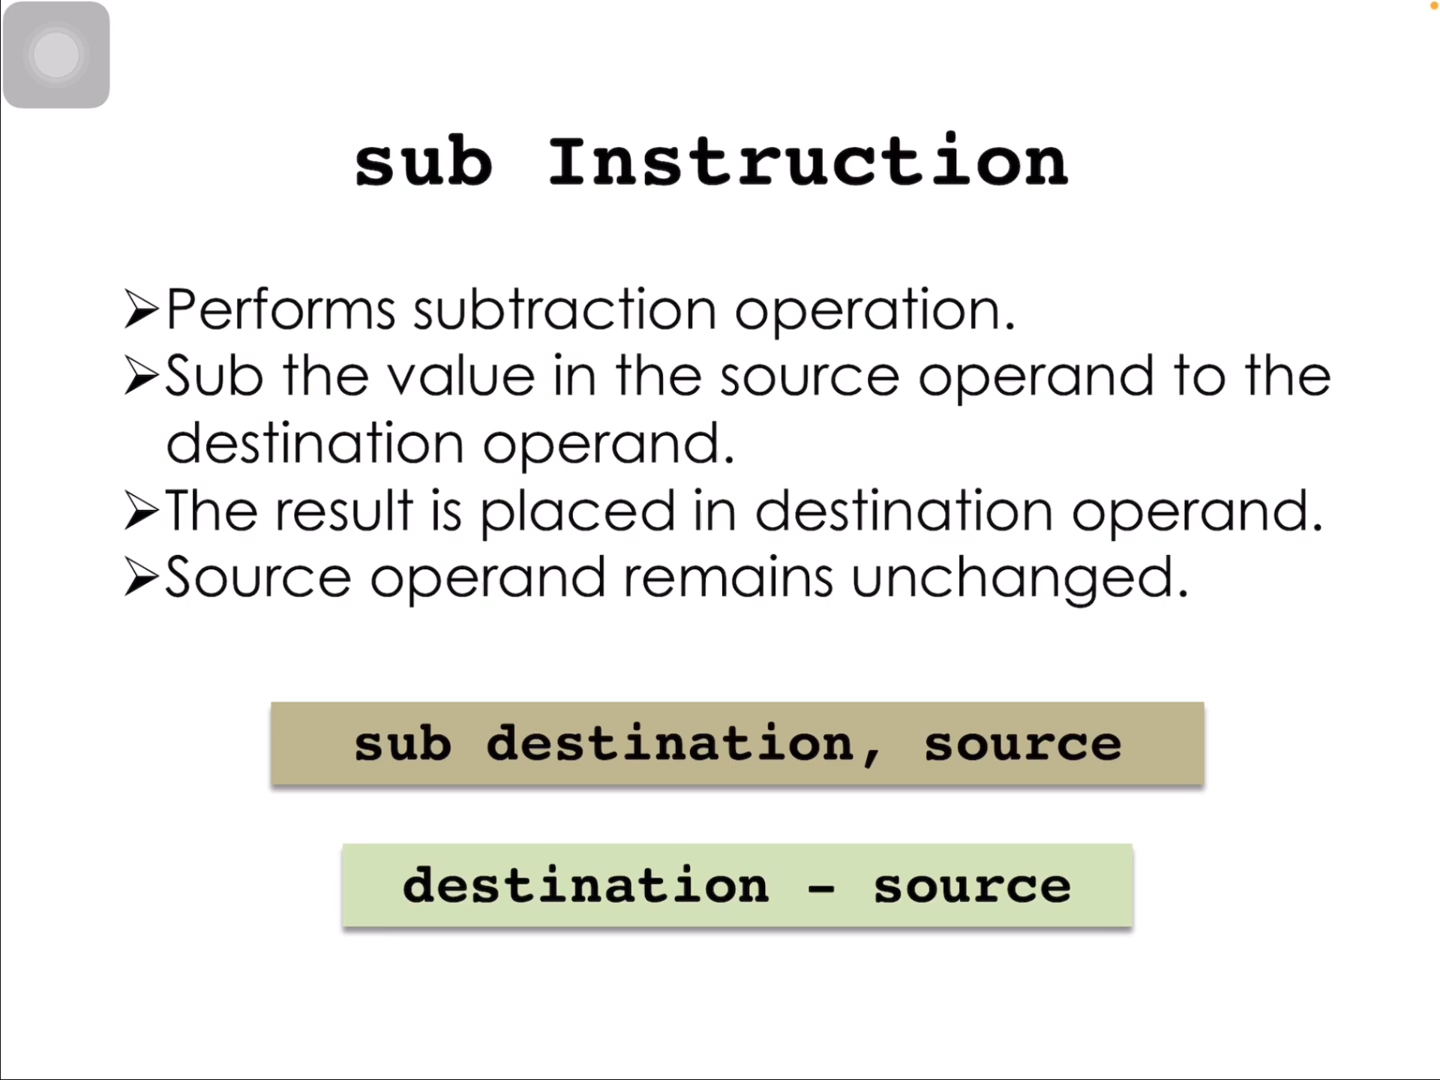 sub Instruction
➢Performs subtraction operation.
➢Sub the value in the source operand to the
destination operand.
➢The result is placed in destination operand.
➢Source operand remains unchanged.
sub destination, source
destination – source